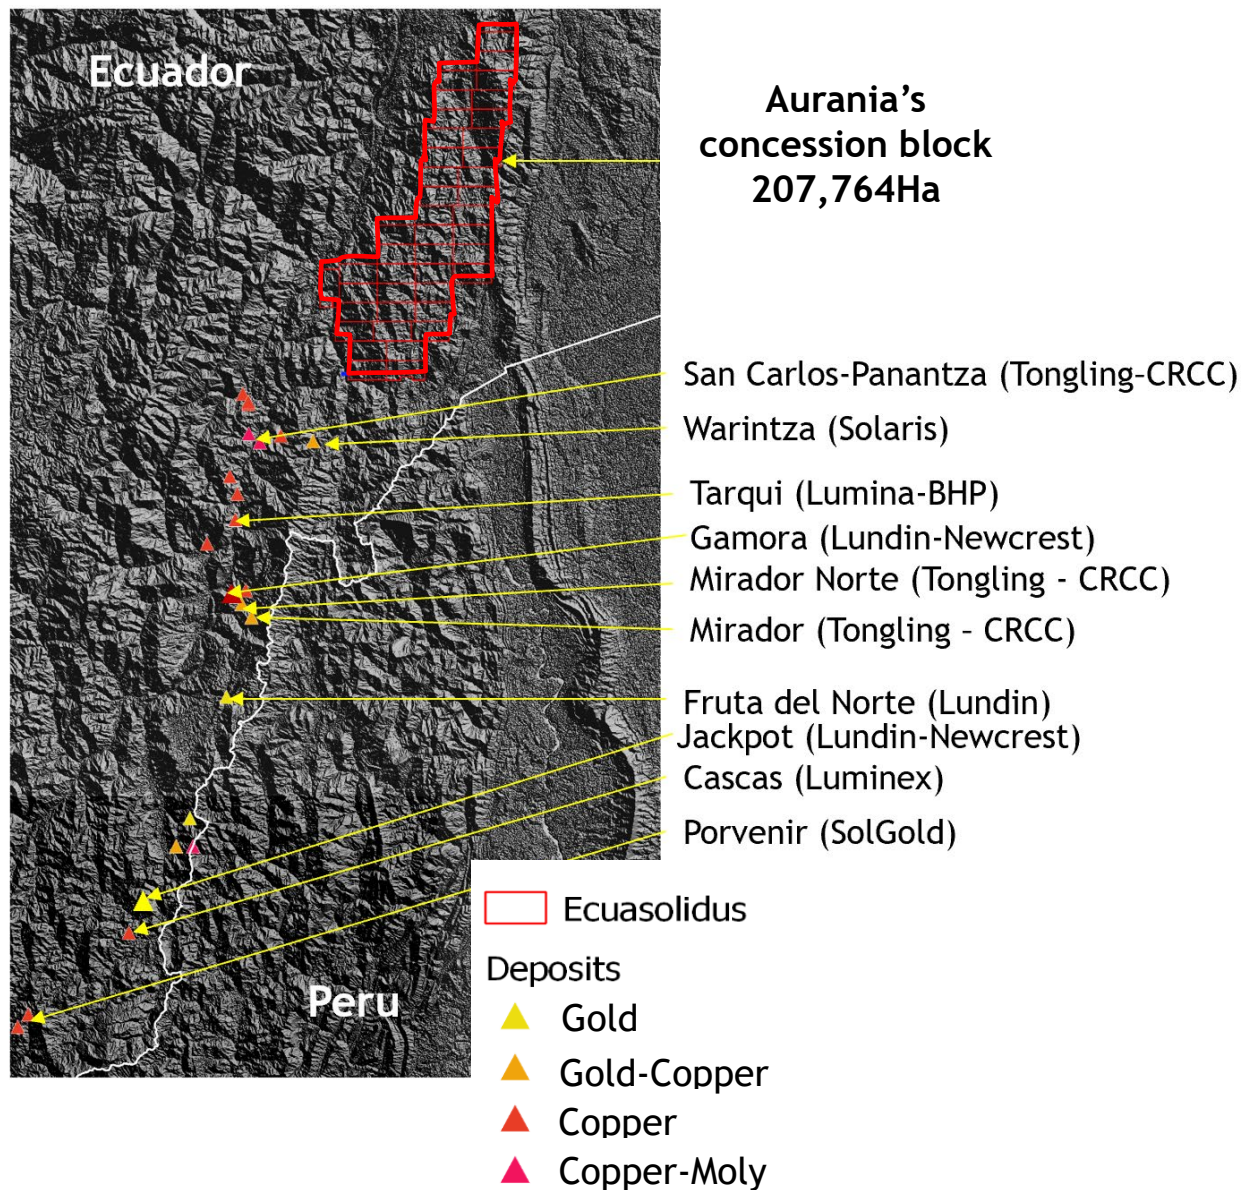 Ecuador
Aurania's
concession block
207,764Ha
San Carlos-Panantza (Tongling-CRCC)
Warintza (Solaris)
Tarqui (Lumina-BHP)
Gamora (Lundin-Newcrest)
Mirador Norte (Tongling - CRCC)
Mirador (Tongling - CRCC)
Fruta del Norte (Lundin)
Jackpot (Lundin-Newcrest)
Cascas (Luminex)
Porvenir (SolGold)
Peru
Ecuasolidus
Deposits
Gold
Gold-Copper
Copper
Copper-Moly